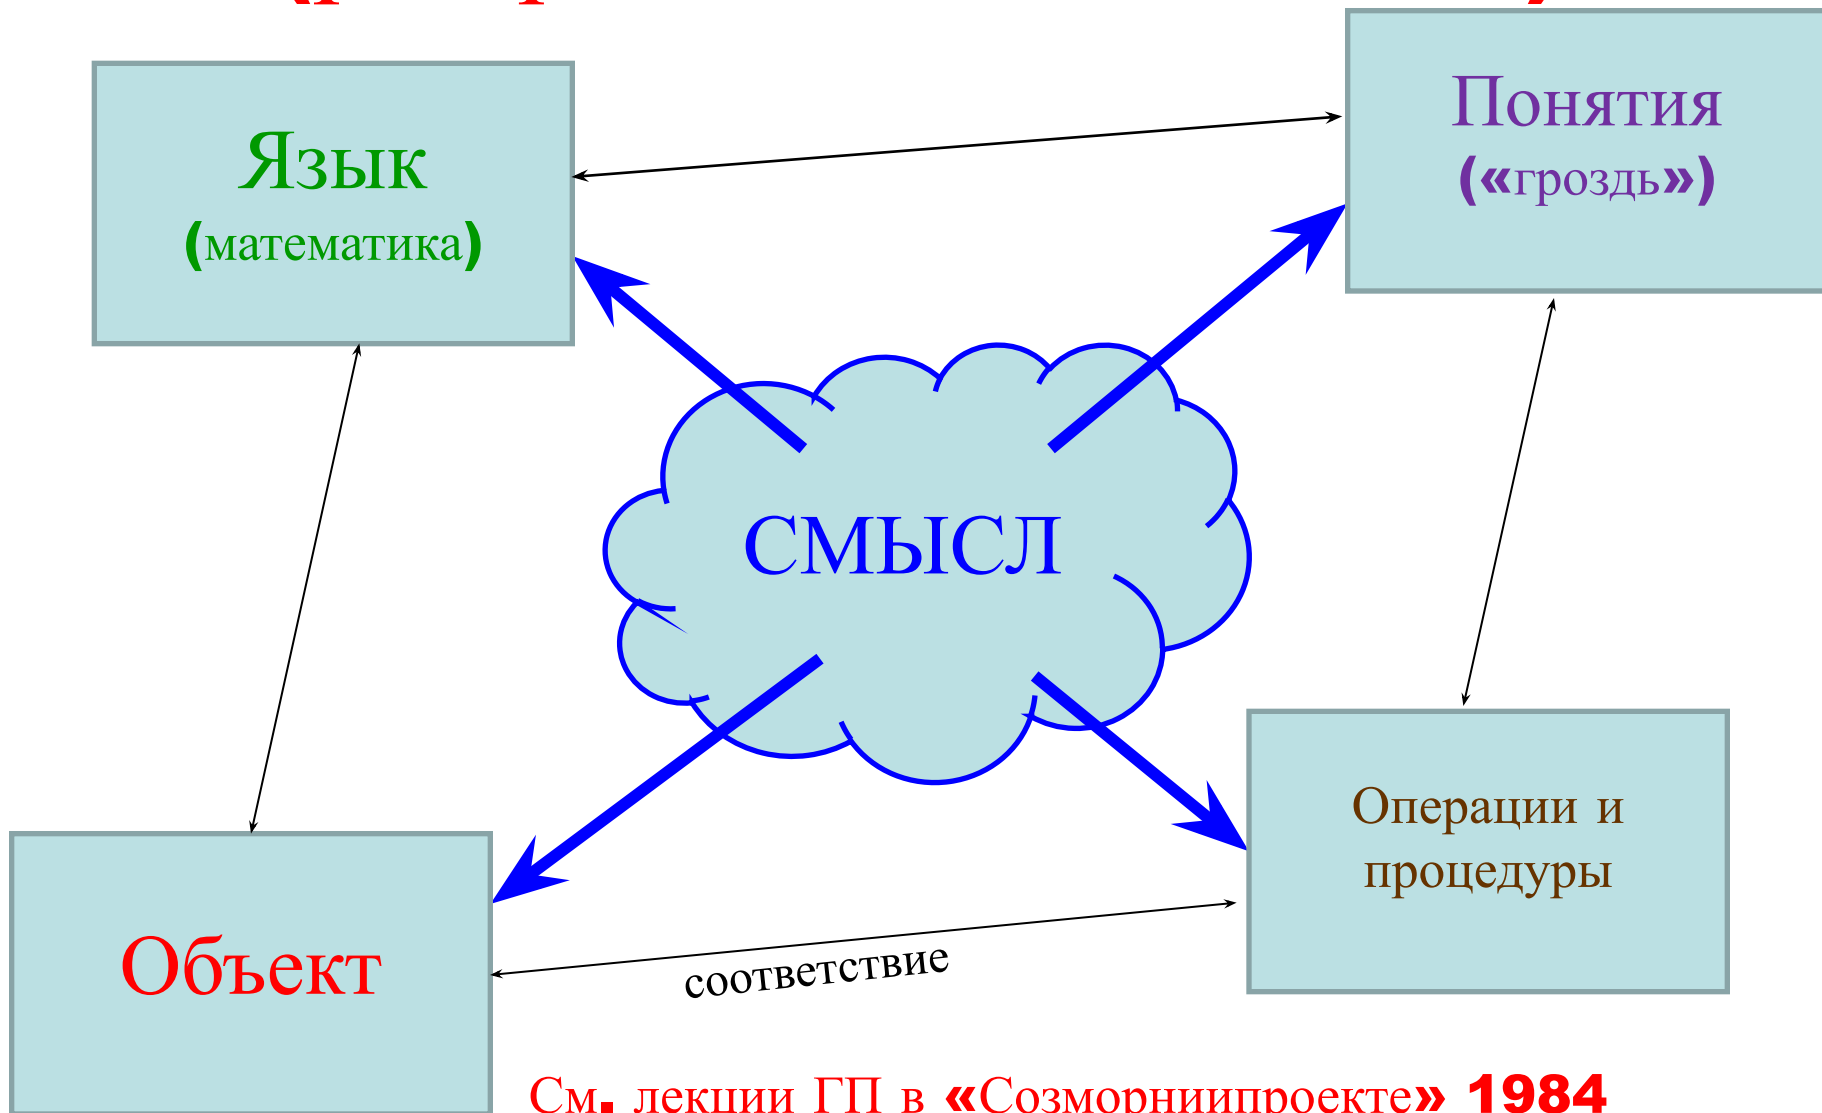 Язык
(математика)
Понятия
(«гроздь»)
СМЫСЛ
Операции и
процедуры
Объект
соответствие
См. лекции ГП в «Созморниипроекте» 1984